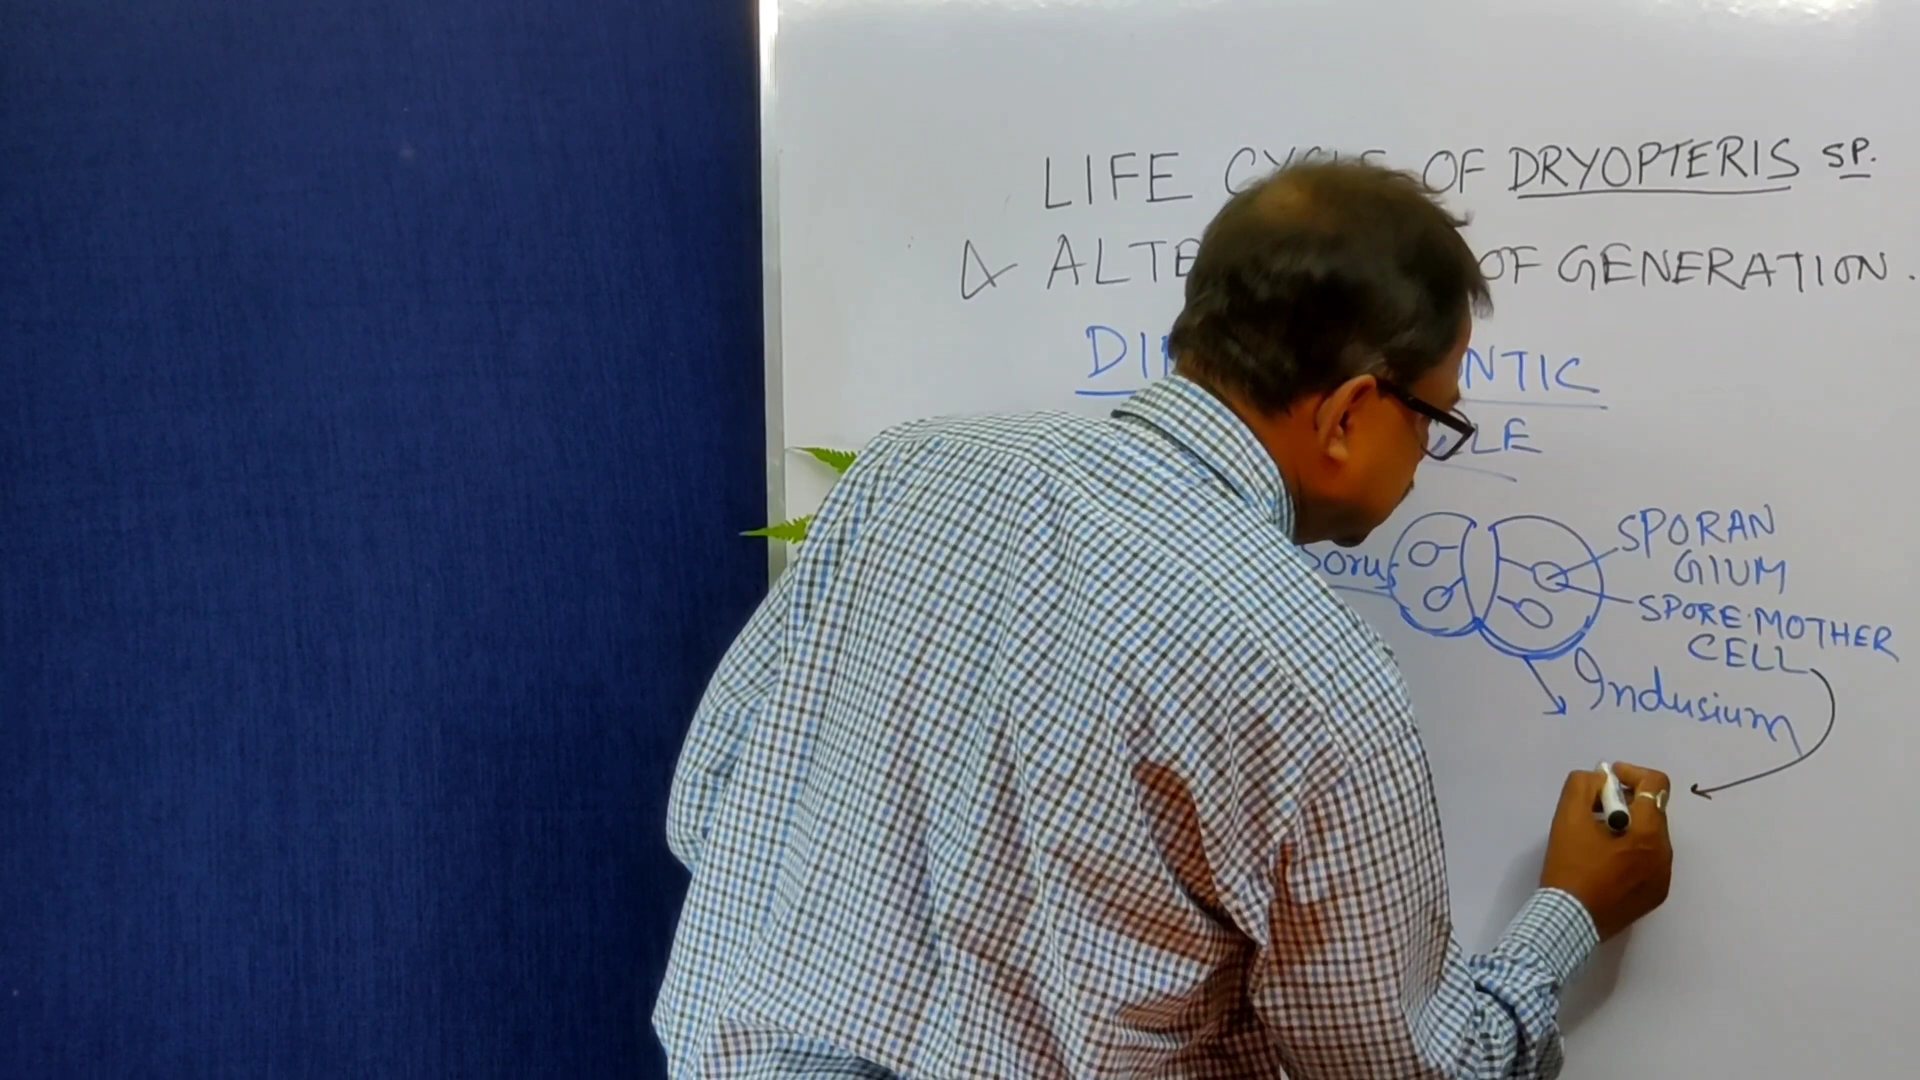 LIFE CYCLE OF DRYOPTERIS SP.
& ALTE OF GENERATION.
DI NTIC
LE
Sorus
SPORAN
GIUM
SPORE MOTHER
CELL
Indusium